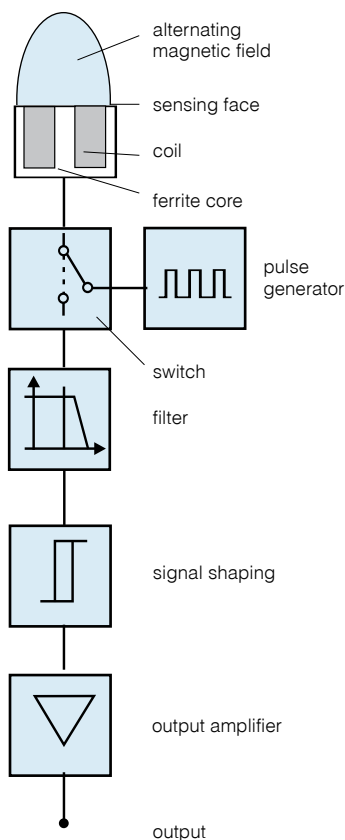 alternating
magnetic field
sensing face
coil
ferrite core
pulse
generator
switch
filter
signal shaping
output amplifier
output